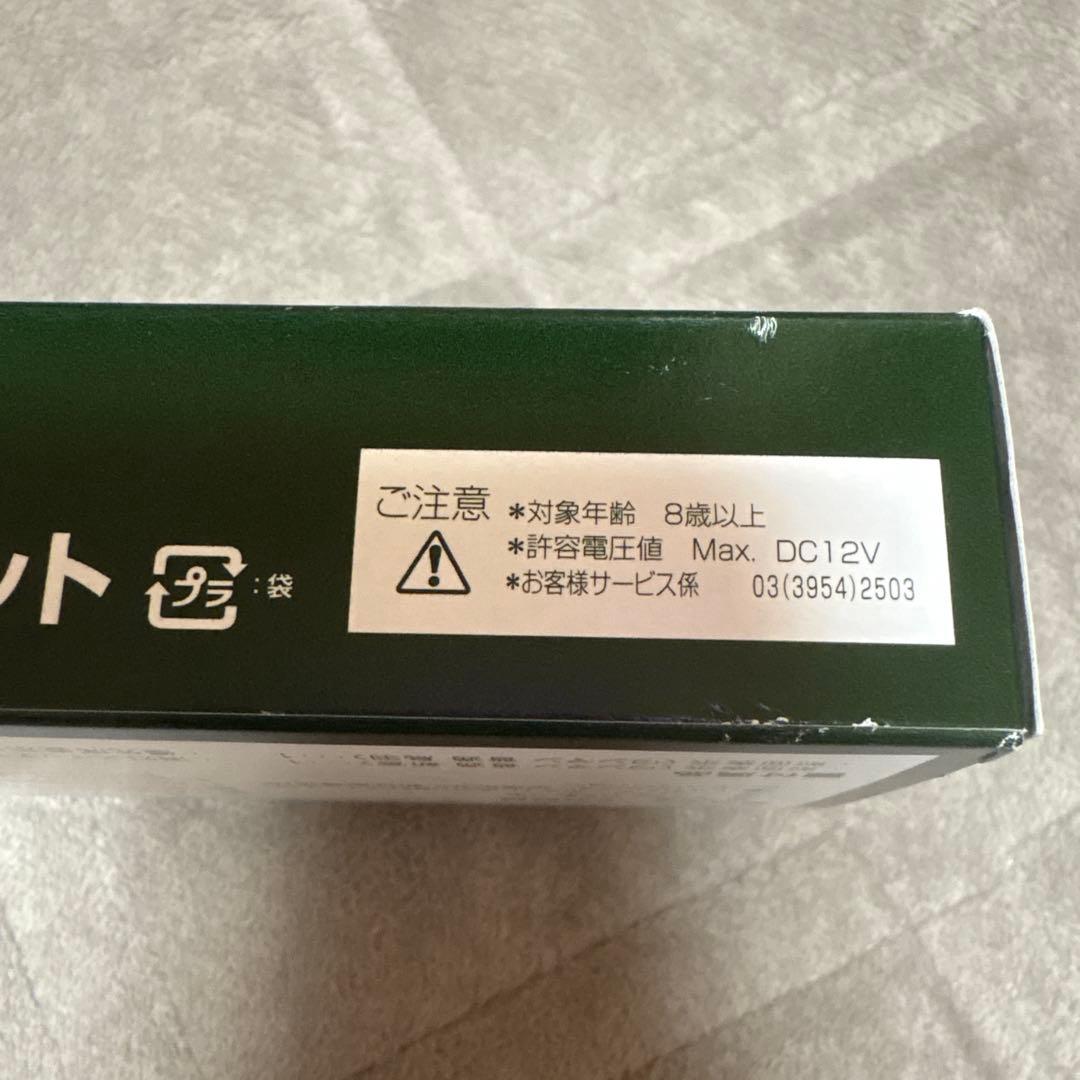 ット
プラ
:袋
ご注意
*対象年齢 8歳以上
*許容電圧値 Max. DC12V
*お客様サービス係 03(3954)2503